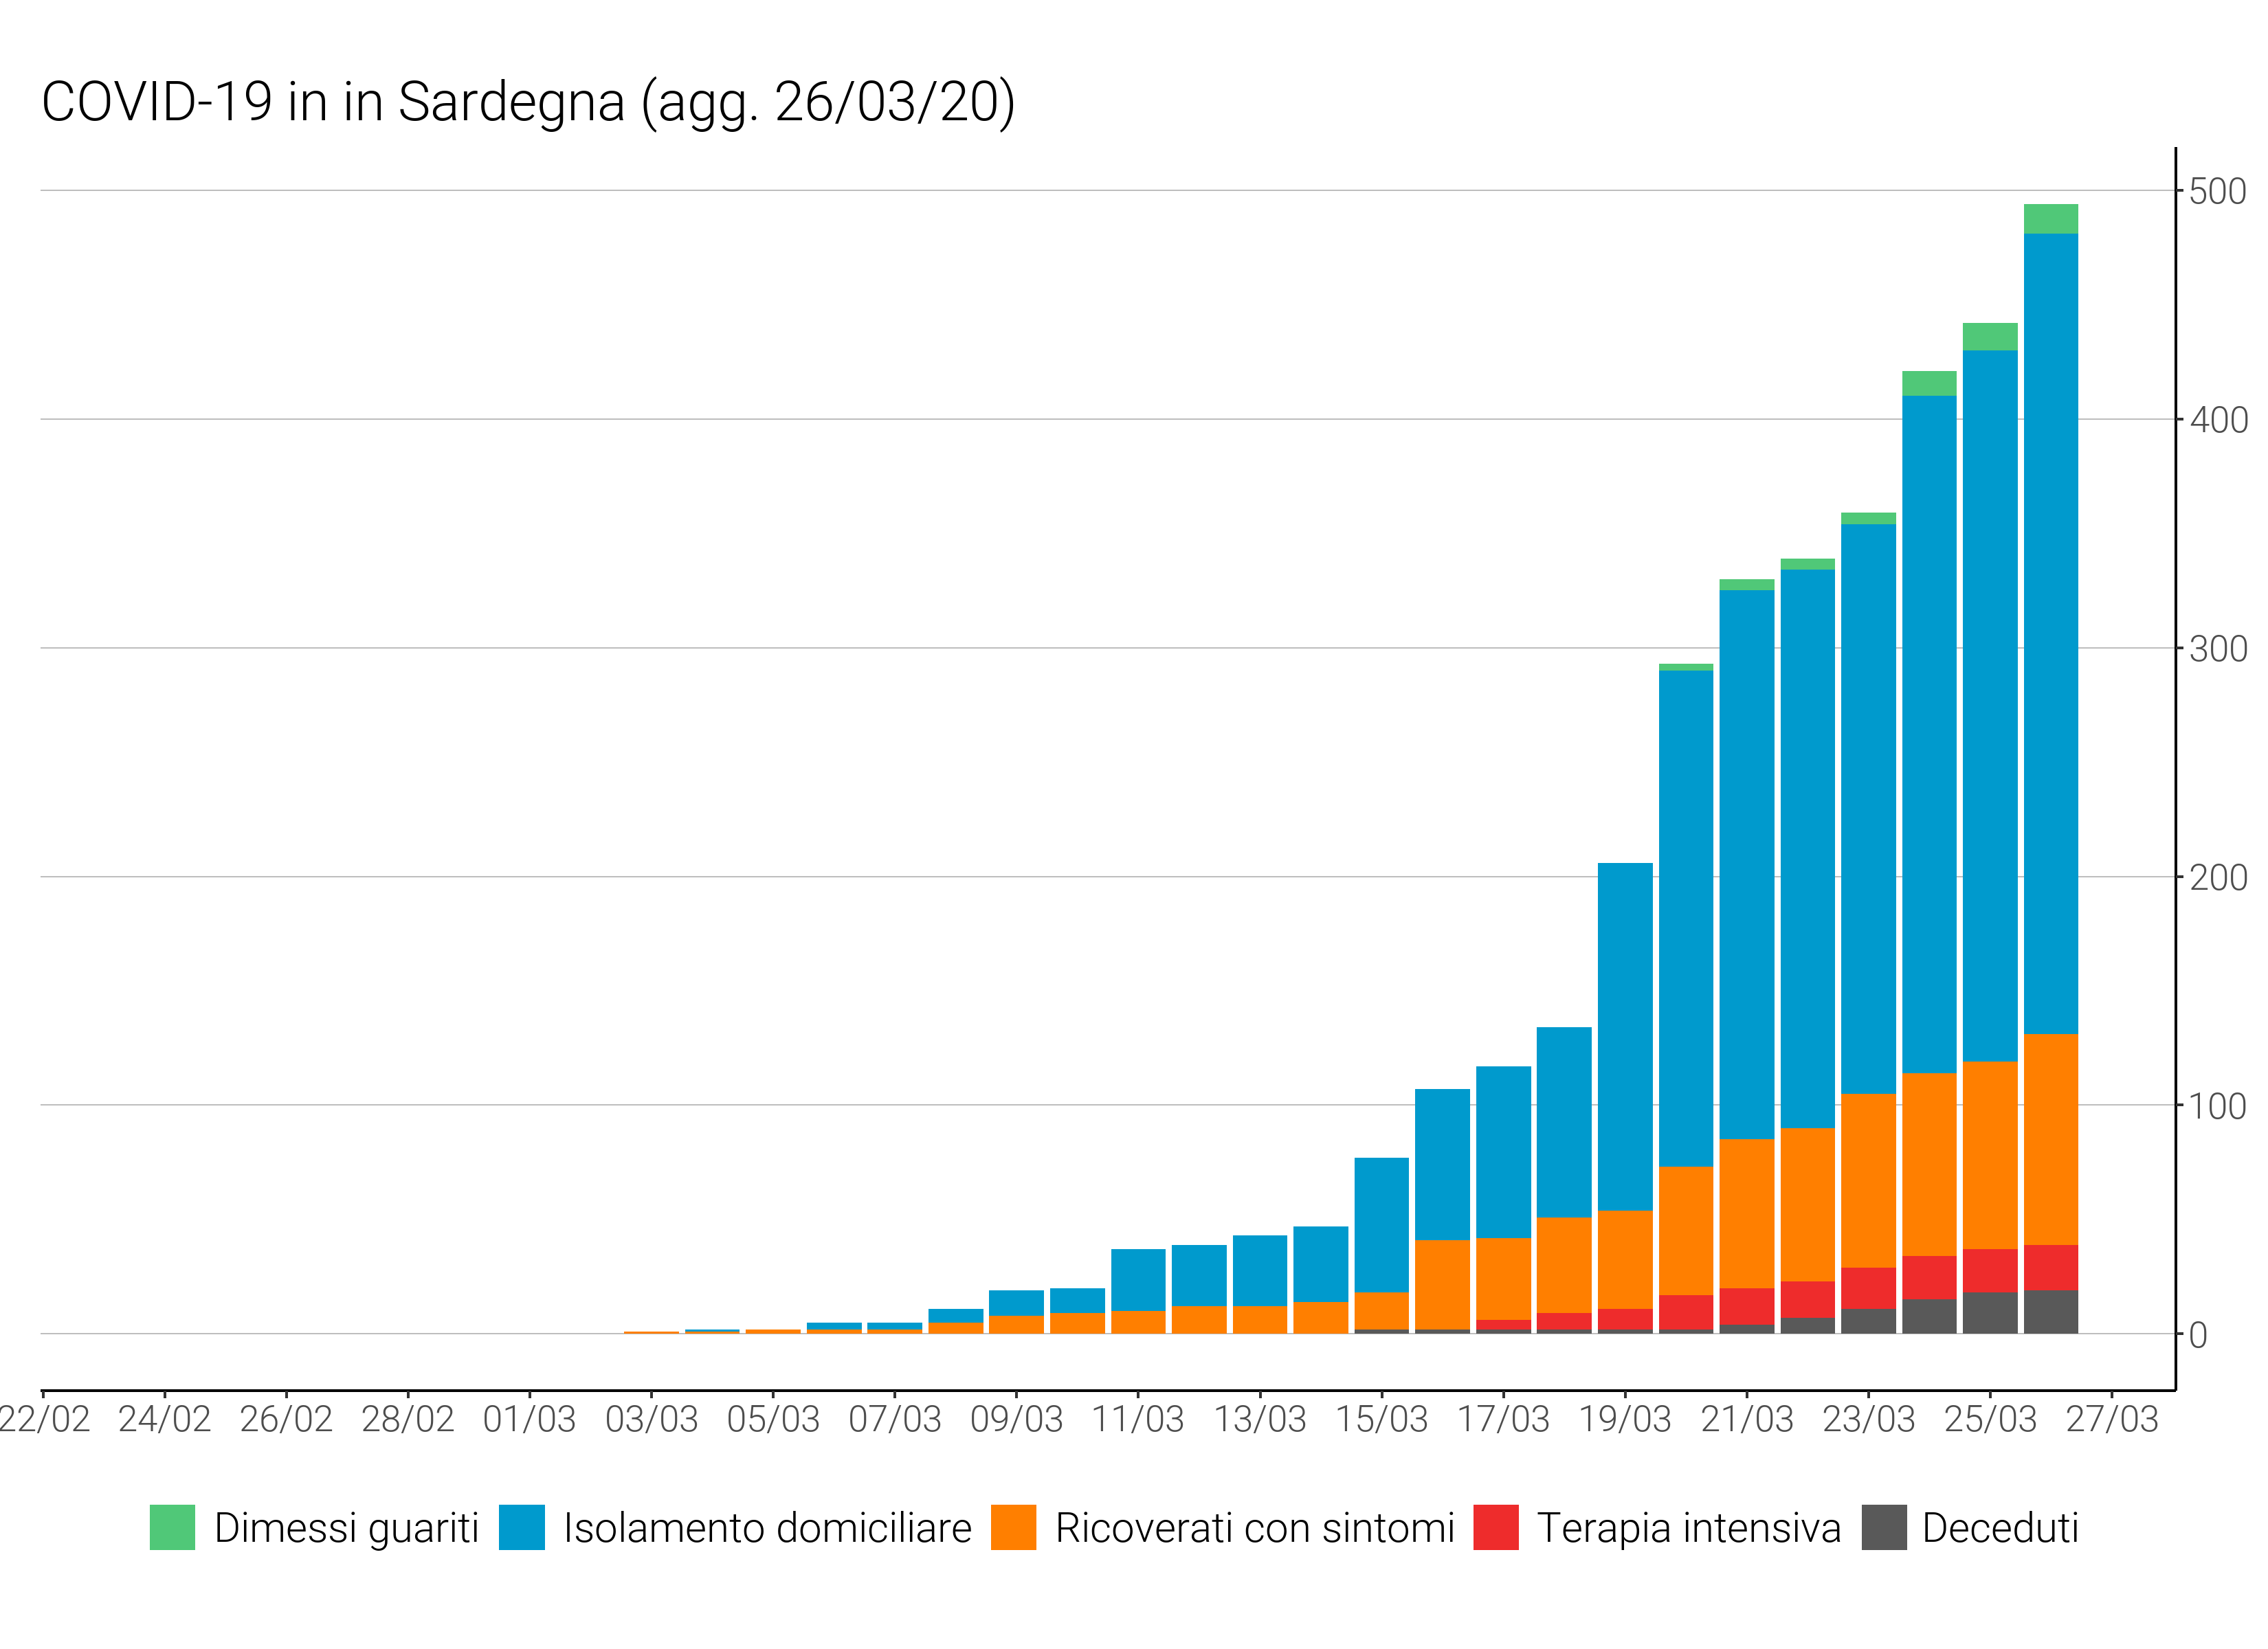 COVID-19 in in Sardegna (agg. 26/03/20)
500
400
300
200
100
0
22/02 24/02 26/02 28/02 01/03 03/03 05/03 07/03 09/03 11/03 13/03 15/03 17/03 19/03 21/03 23/03 25/03 27/03
Dimessi guariti Isolamento domiciliare Ricoverati con sintomi Terapia intensiva Deceduti